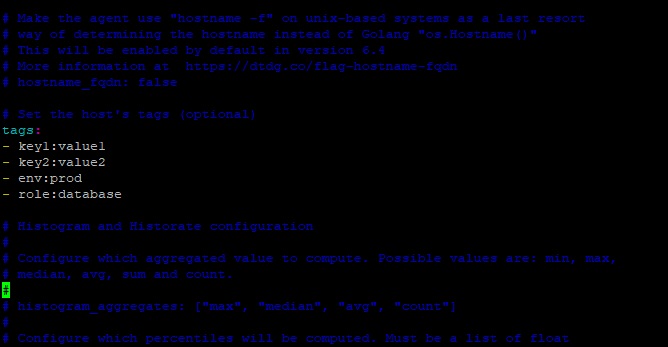 # Make the agent use "hostname -f" on unix-based systems as a last resort
# way of determining the hostname instead of Golang "os.Hostname()"
# This will be enabled by default in version 6.4
# More information at  https://dtdg.co/flag-hostname-fqdn
# hostname_fqdn: false
# Set the host's tags (optional)
tags:
- key1:value1
- key2:value2
- env:prod
- role:database
# Histogram and Historate configuration
#
# Configure which aggregated value to compute. Possible values are: min, max,
# median, avg, sum and count.
#
# histogram_aggregates: ["max", "median", "avg", "count"]
#
# Configure which percentiles will be computed. Must be a list of float